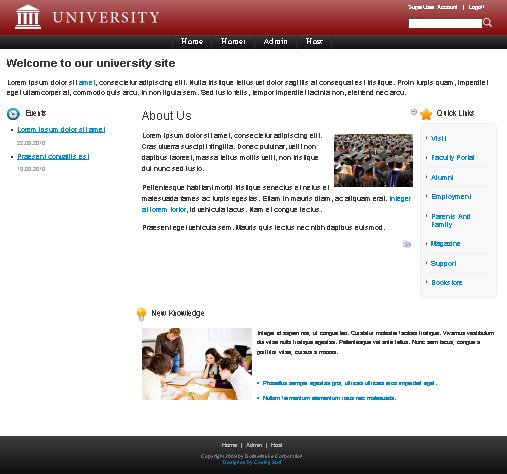 UNIVERSITY
SuperUser Account | Logout
Home Home1 Admin Host
Welcome to our university site
Lorem ipsum dolor sit amet, consectetur adipiscing elit. Nulla tristique tellus vel dolor sagittis at consequat est tristique. Proin turpis quam, imperdiet
eget ullamcorper at, commodo quis arcu. In non ligula sem. Sed lustro felis, tempor imperdiet lacinia non, eleifend nec arcu.
Events
Lorem ipsum dolor sit amet
22.09.2010
Praesent convallis est
19.09.2010
About Us
Lorem ipsum dolor sit amet, consectetur adipiscing elit.
Cras viverra suscipit fringilla. Donec pulvinar, velit non
dapibus laoreet, massa tellus mollis velit, non tristique
dui nunc sed justo.
Pellentesque habitant morbi tristique senectus et netus et
malesuada fames ac turpis egestas. Etiam in mauris diam, ac aliquam erat. Integer
at lorem tortor, id vehicula lacus. Nam et congue lectus.
Praesent eget vehicula sem. Mauris quis lectus nec nibh dapibus euismod.
Quick Links
Visit
Faculty Portal
Alumni
Employment
Parents And
Family
Magazine
Support
Bookstore
New Knowledge
Integer id sapien nisi, ut congue leo. Curabitur molestie facilisis tristique. Vivamus vestibulum
dui vitae nulla tristique egestas. Pellentesque vel ante tellus. Nunc sem lacus, congue a
porttitor vitae, cursus a massa.
Phasellus semper egestas gra, ultrices ultricies eros imperdiet eget.
Nullam fermentum elementum risus nec malesuada.
Home | Admin | Host
Copyright 2009 by DotNetNuke Corporation
Designed by Cooling Staff